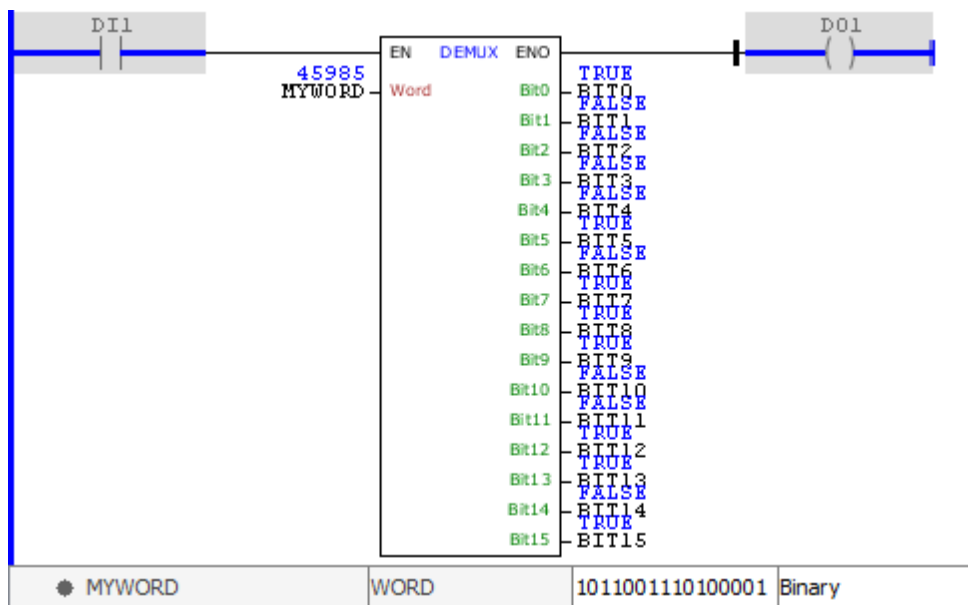 DI1
DO1
EN DEMUX ENO
45985
MYWORD Word
TRUE
Bit0 BIT0
FALSE
Bit1 BIT1
FALSE
Bit2 BIT2
FALSE
Bit3 BIT3
FALSE
Bit4 BIT4
TRUE
Bit5 BIT5
FALSE
Bit6 BIT6
TRUE
Bit7 BIT7
TRUE
Bit8 BIT8
TRUE
Bit9 BIT9
FALSE
Bit10 BIT10
FALSE
Bit11 BIT11
TRUE
Bit12 BIT12
TRUE
Bit13 BIT13
FALSE
Bit14 BIT14
TRUE
Bit15 BIT15
MYWORD WORD 1011001110100001 Binary